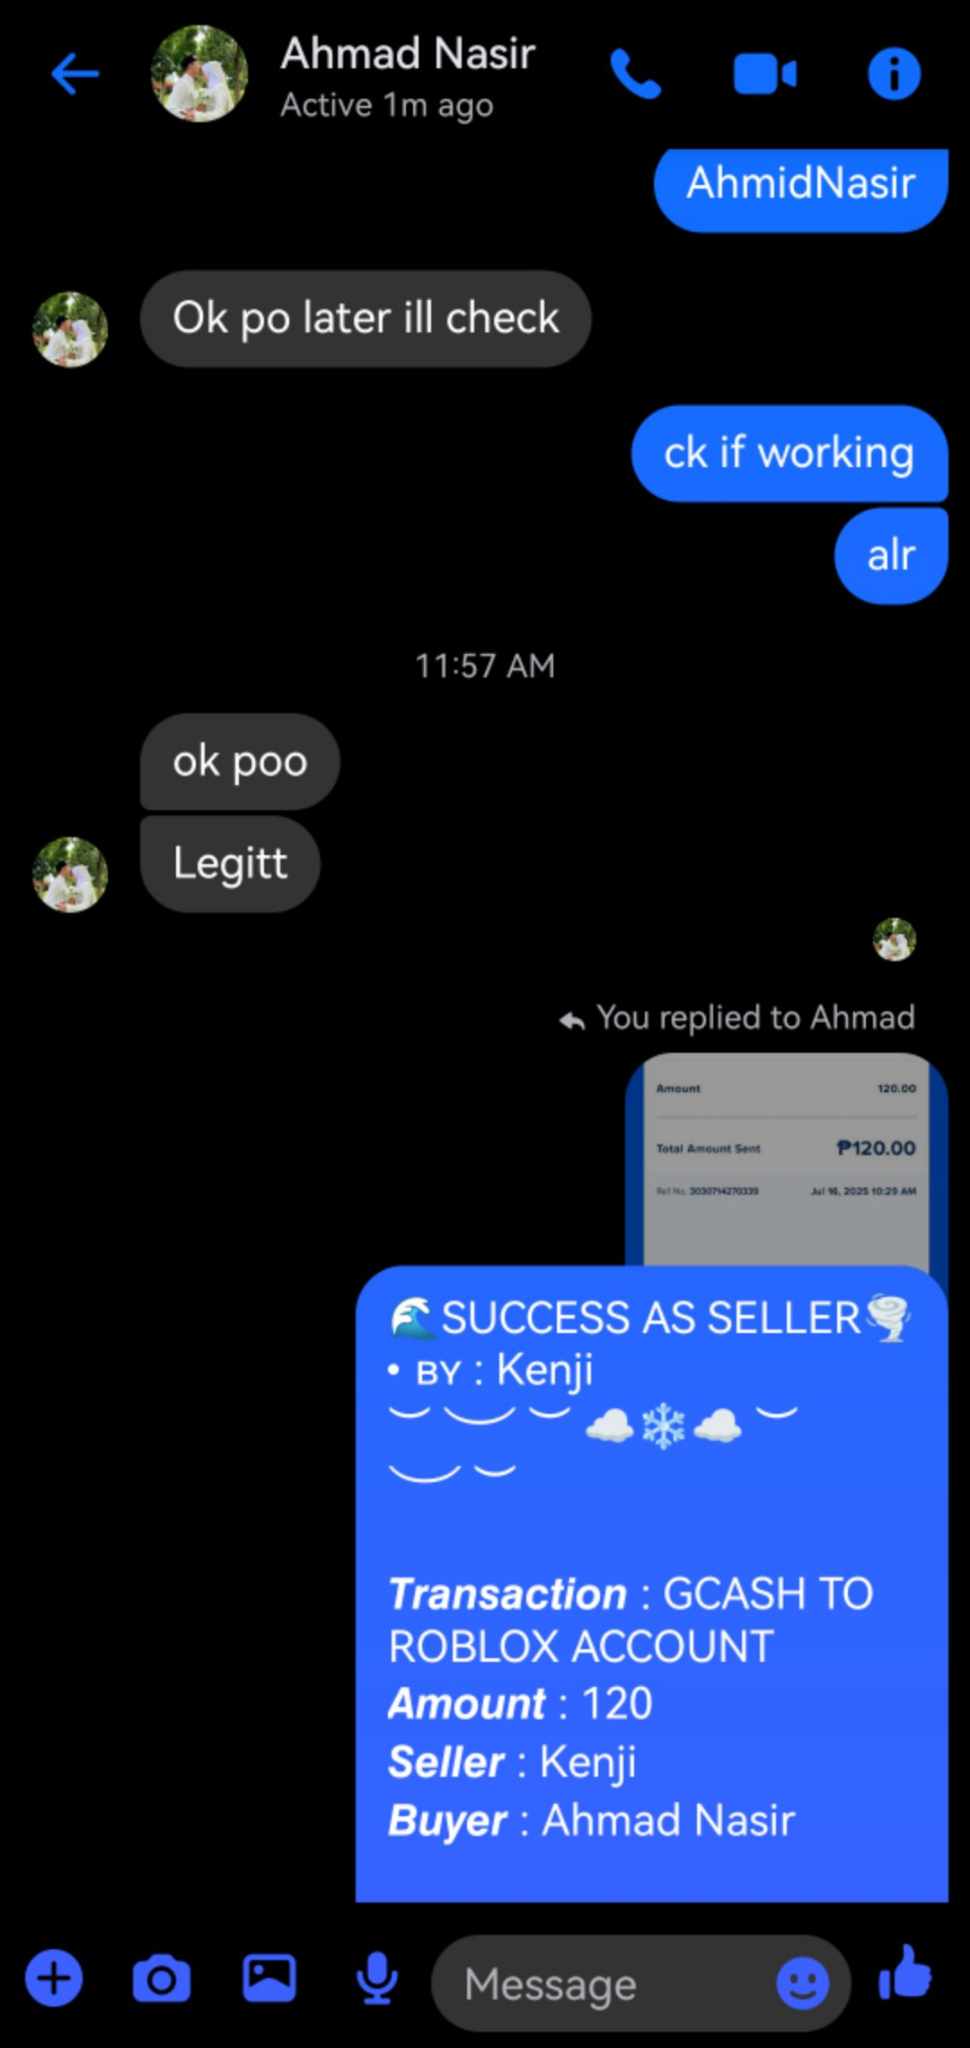 Ahmad Nasir
Active 1m ago
AhmidNasir
Ok po later ill check
ck if working
alr
11:57 AM
ok poo
Legitt
You replied to Ahmad
Amount 120.00
Total Amount Sent ₱120.00
Ref No. 3030714270339 Jul 16, 2025 10:29 AM
🌊SUCCESS AS SELLER🌪️
• ʙʏ : Kenji
︶ ︶ ︶ ☁️❄️☁️ ︶
︶ ︶
Transaction : GCASH TO
ROBLOX ACCOUNT
Amount : 120
Seller : Kenji
Buyer : Ahmad Nasir
Message